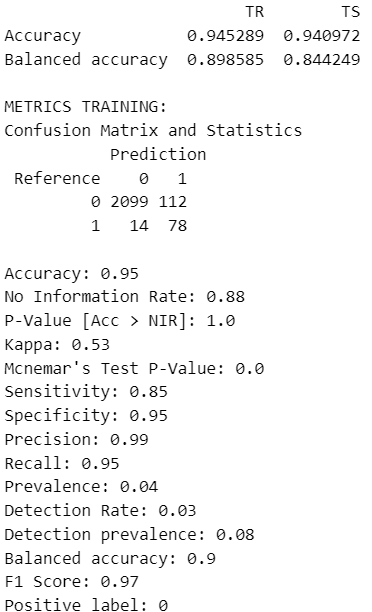 TR TS
Accuracy 0.945289 0.940972
Balanced accuracy 0.898585 0.844249
METRICS TRAINING:
Confusion Matrix and Statistics
Prediction
Reference 0 1
0 2099 112
1 14 78
Accuracy: 0.95
No Information Rate: 0.88
P-Value [Acc > NIR]: 1.0
Kappa: 0.53
Mcnemar's Test P-Value: 0.0
Sensitivity: 0.85
Specificity: 0.95
Precision: 0.99
Recall: 0.95
Prevalence: 0.04
Detection Rate: 0.03
Detection prevalence: 0.08
Balanced accuracy: 0.9
F1 Score: 0.97
Positive label: 0